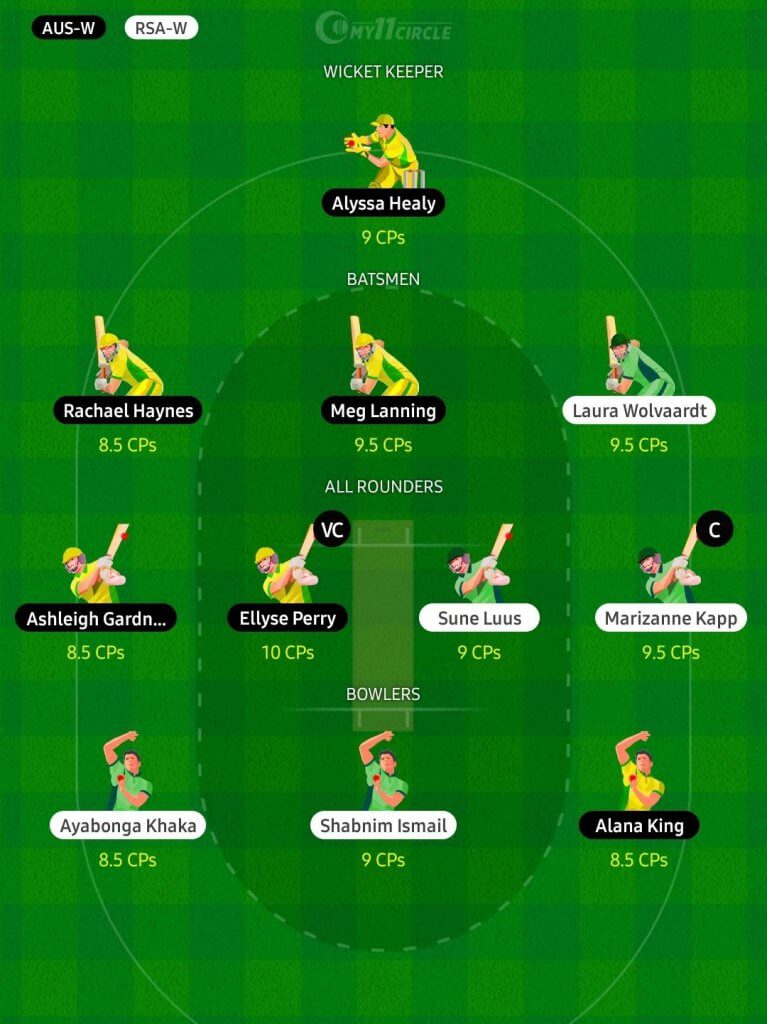 AUS-W RSA-W
MY11CIRCLE
WICKET KEEPER
Alyssa Healy
9 CPs
BATSMEN
Rachael Haynes Meg Lanning Laura Wolvaardt
8.5 CPs 9.5 CPs 9.5 CPs
ALL ROUNDERS
VC C
Ashleigh Gardn... Ellyse Perry Sune Luus Marizanne Kapp
8.5 CPs 10 CPs 9 CPs 9.5 CPs
BOWLERS
Ayabonga Khaka Shabnim Ismail Alana King
8.5 CPs 9 CPs 8.5 CPs